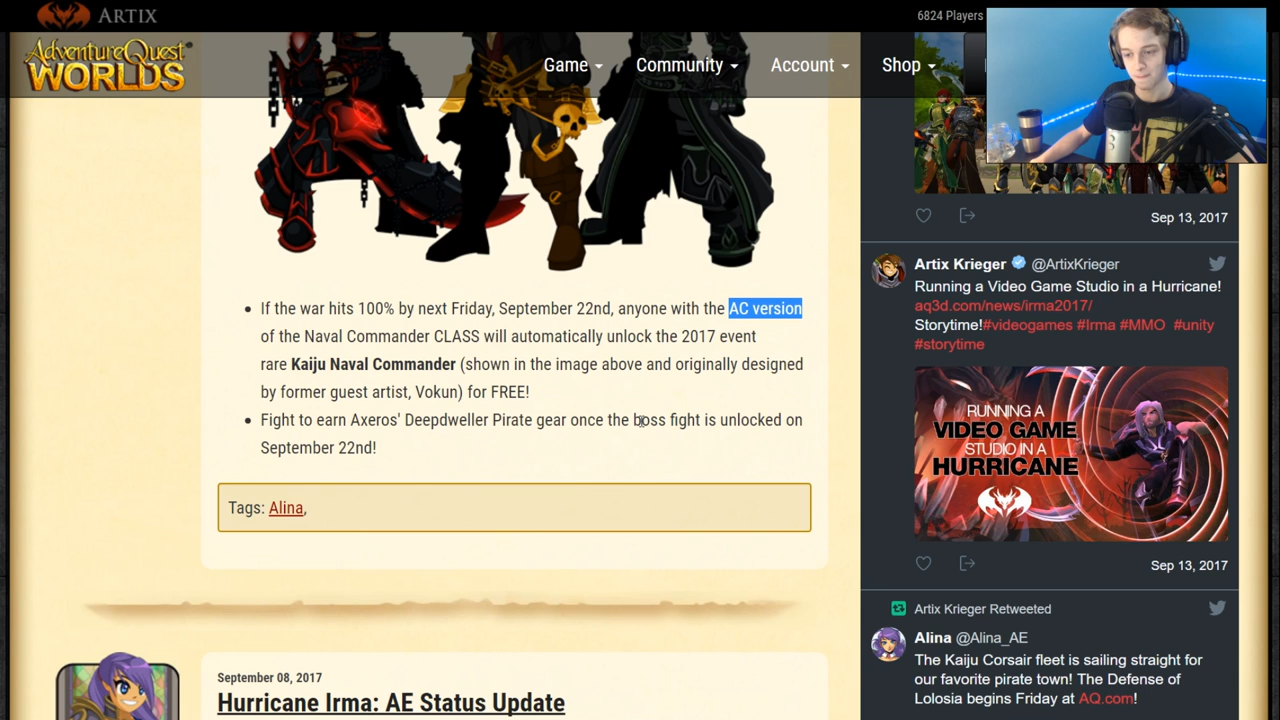 ARTIX
6824 Players
AdventureQuest
WORLDS
Game
Community
Account
Shop
If the war hits 100% by next Friday, September 22nd, anyone with the AC version
of the Naval Commander CLASS will automatically unlock the 2017 event
rare Kaiju Naval Commander (shown in the image above and originally designed
by former guest artist, Vokun) for FREE!
Fight to earn Axeros' Deepdweller Pirate gear once the boss fight is unlocked on
September 22nd!
Tags: Alina,
September 08, 2017
Hurricane Irma: AE Status Update
Sep 13, 2017
Artix Krieger @ArtixKrieger
Running a Video Game Studio in a Hurricane!
aq3d.com/news/irma2017/
Storytime!#videogames #Irma #MMO #unity
#storytime
RUNNING A
VIDEO GAME
STUDIO IN A
HURRICANE
Sep 13, 2017
Artix Krieger Retweeted
Alina @Alina_AE
The Kaiju Corsair fleet is sailing straight for
our favorite pirate town! The Defense of
Lolosia begins Friday at AQ.com!